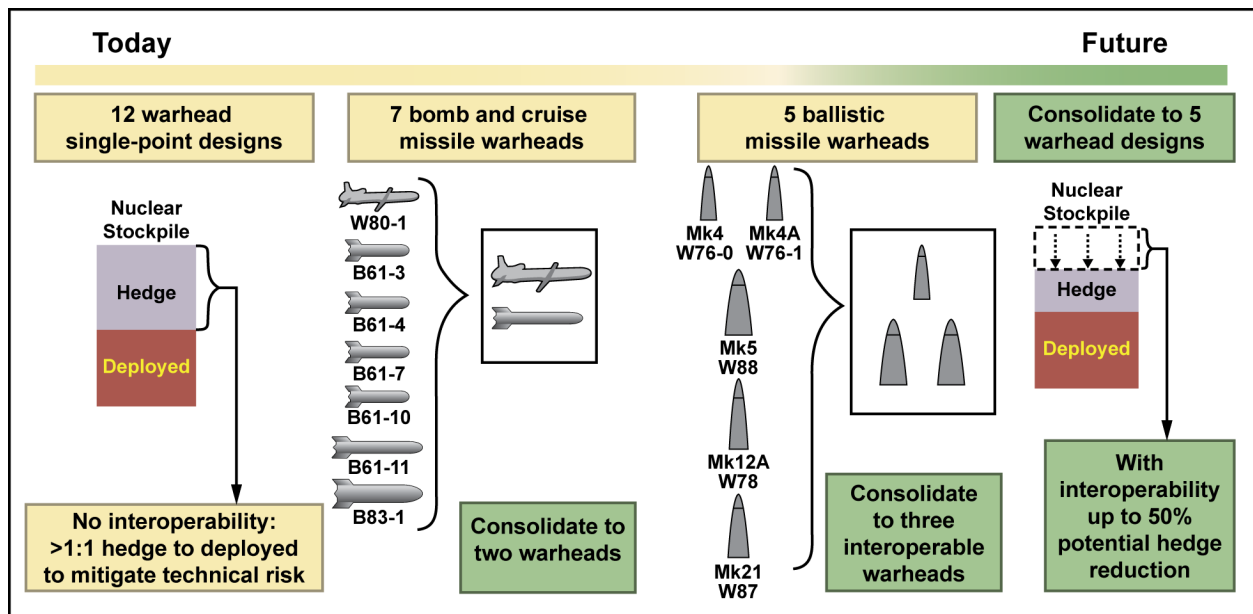 Today
Future
12 warhead
single-point designs
7 bomb and cruise
missile warheads
5 ballistic
missile warheads
Consolidate to 5
warhead designs
Nuclear
Stockpile
Hedge
Deployed
No interoperability:
>1:1 hedge to deployed
to mitigate technical risk
W80-1
B61-3
B61-4
B61-7
B61-10
B61-11
B83-1
Consolidate to
two warheads
Mk4
W76-0
Mk4A
W76-1
Mk5
W88
Mk12A
W78
Mk21
W87
Consolidate
to three
interoperable
warheads
Nuclear
Stockpile
Hedge
Deployed
With
interoperability
up to 50%
potential hedge
reduction